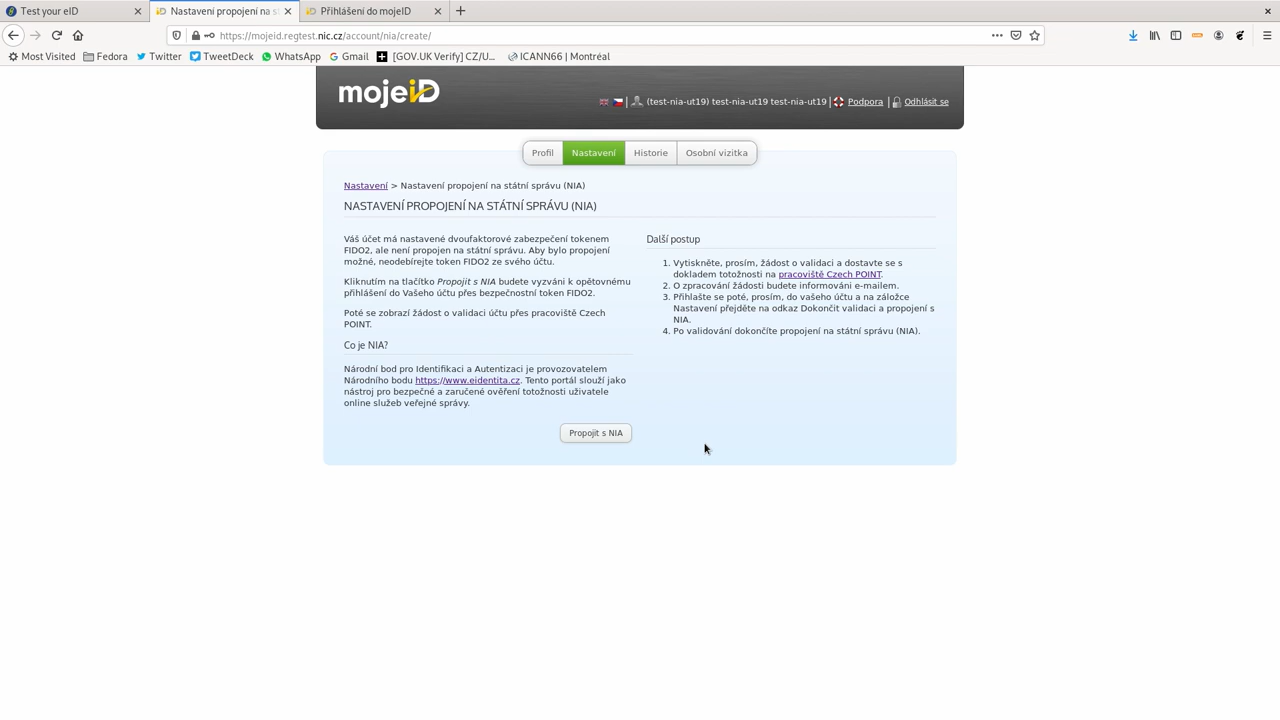 Test your eID
Nastavení propojení na s
Přihlášení do mojeID
https://mojeid.regtest.nic.cz/account/nia/create/
Most Visited
Fedora
Twitter
TweetDeck
WhatsApp
Gmail
[GOV.UK Verify] CZ/U...
ICANN66 | Montréal
mojeID
(test-nia-ut19) test-nia-ut19 test-nia-ut19 | Podpora | Odhlásit se
Profil
Nastavení
Historie
Osobní vizitka
Nastavení > Nastavení propojení na státní správu (NIA)
NASTAVENÍ PROPOJENÍ NA STÁTNÍ SPRÁVU (NIA)
Váš účet má nastavené dvoufaktorové zabezpečení tokenem
FIDO2, ale není propojen na státní správu. Aby bylo propojení
možné, neodebírejte token FIDO2 ze svého účtu.
Kliknutím na tlačítko Propojit s NIA budete vyzváni k opětovnému
přihlášení do Vašeho účtu přes bezpečnostní token FIDO2.
Poté se zobrazí žádost o validaci účtu přes pracoviště Czech
POINT.
Co je NIA?
Národní bod pro Identifikaci a Autentizaci je provozovatelem
Národního bodu https://www.eidentita.cz. Tento portál slouží jako
nástroj pro bezpečné a zaručené ověření totožnosti uživatele
online služeb veřejné správy.
Propojit s NIA
Další postup
1. Vytiskněte, prosím, žádost o validaci a dostavte se s
dokladem totožnosti na pracoviště Czech POINT.
2. O zpracování žádosti budete informováni e-mailem.
3. Přihlašte se poté, prosím, do vašeho účtu a na záložce
Nastavení přejděte na odkaz Dokončit validaci a propojení s
NIA.
4. Po validování dokončíte propojení na státní správu (NIA).